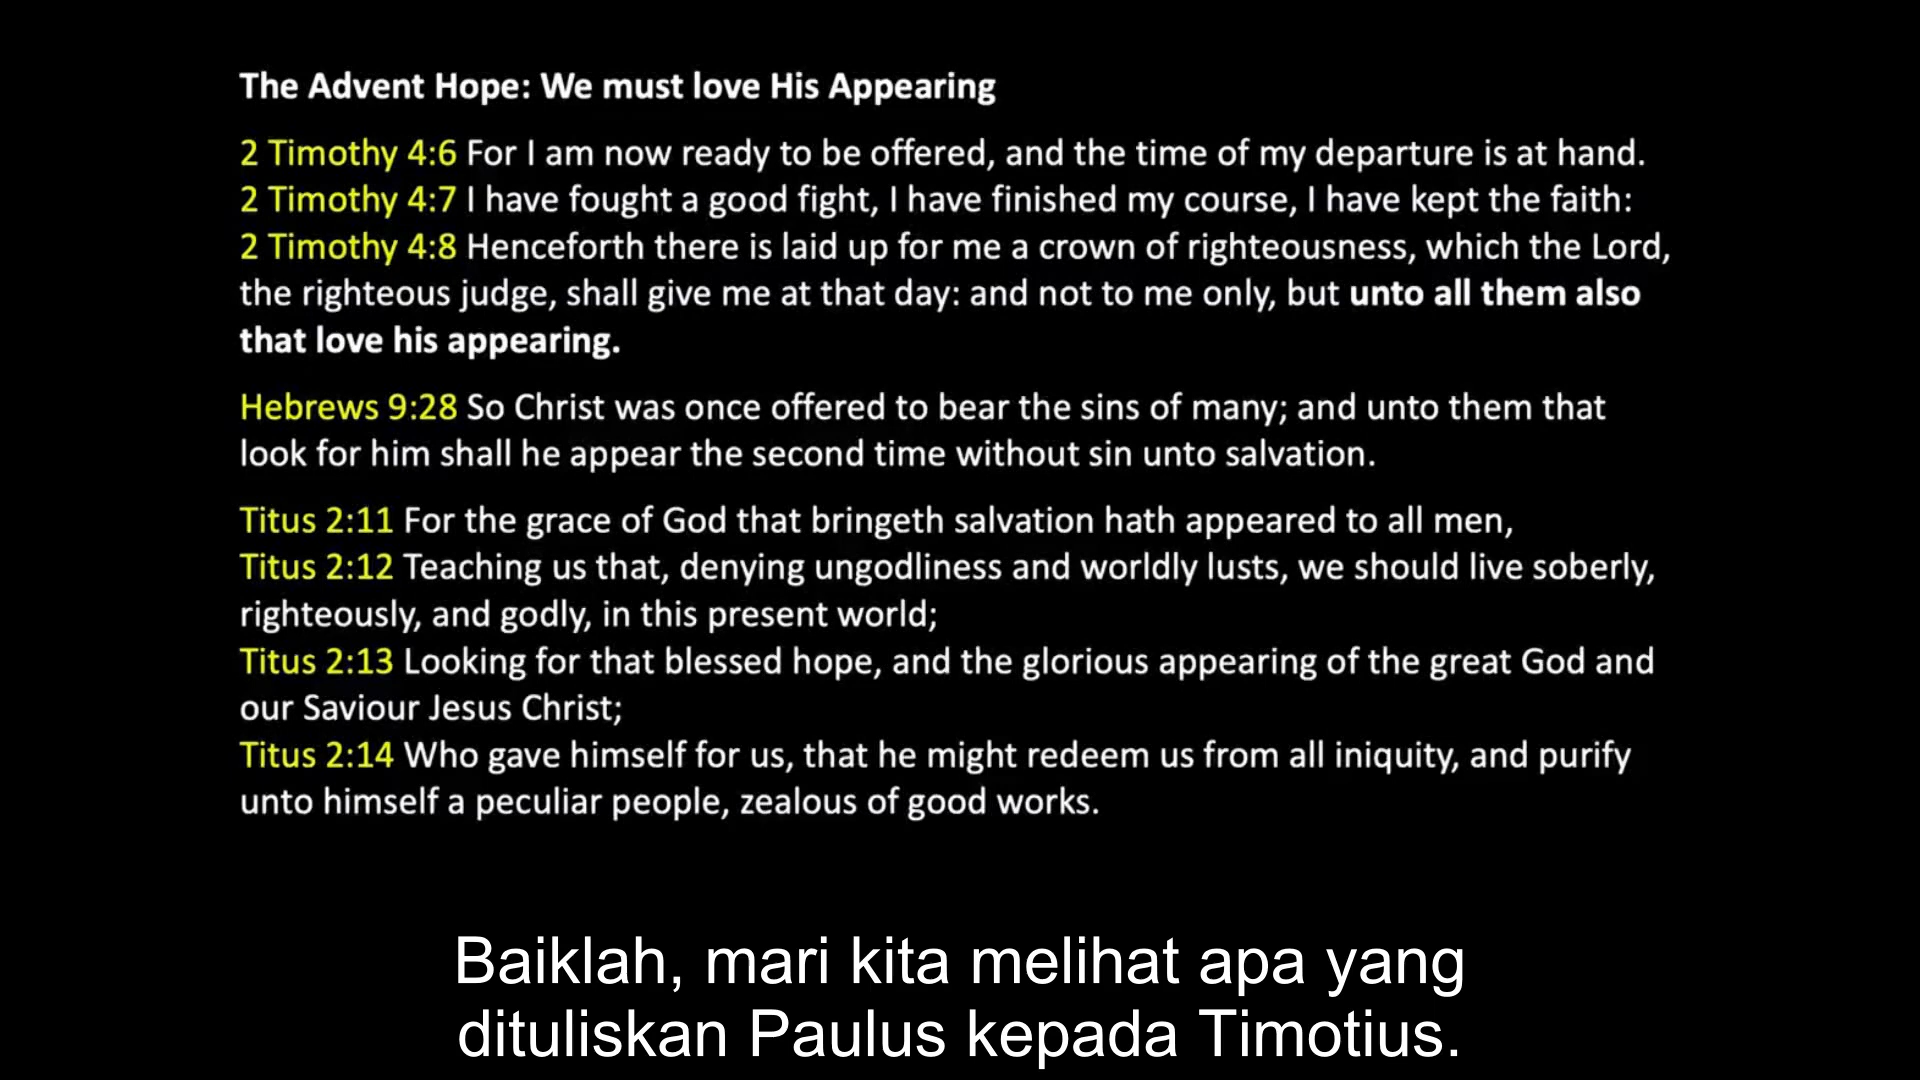 The Advent Hope: We must love His Appearing
2 Timothy 4:6 For I am now ready to be offered, and the time of my departure is at hand.
2 Timothy 4:7 I have fought a good fight, I have finished my course, I have kept the faith:
2 Timothy 4:8 Henceforth there is laid up for me a crown of righteousness, which the Lord,
the righteous judge, shall give me at that day: and not to me only, but unto all them also
that love his appearing.
Hebrews 9:28 So Christ was once offered to bear the sins of many; and unto them that
look for him shall he appear the second time without sin unto salvation.
Titus 2:11 For the grace of God that bringeth salvation hath appeared to all men,
Titus 2:12 Teaching us that, denying ungodliness and worldly lusts, we should live soberly,
righteously, and godly, in this present world;
Titus 2:13 Looking for that blessed hope, and the glorious appearing of the great God and
our Saviour Jesus Christ;
Titus 2:14 Who gave himself for us, that he might redeem us from all iniquity, and purify
unto himself a peculiar people, zealous of good works.
Baiklah, mari kita melihat apa yang
dituliskan Paulus kepada Timotius.